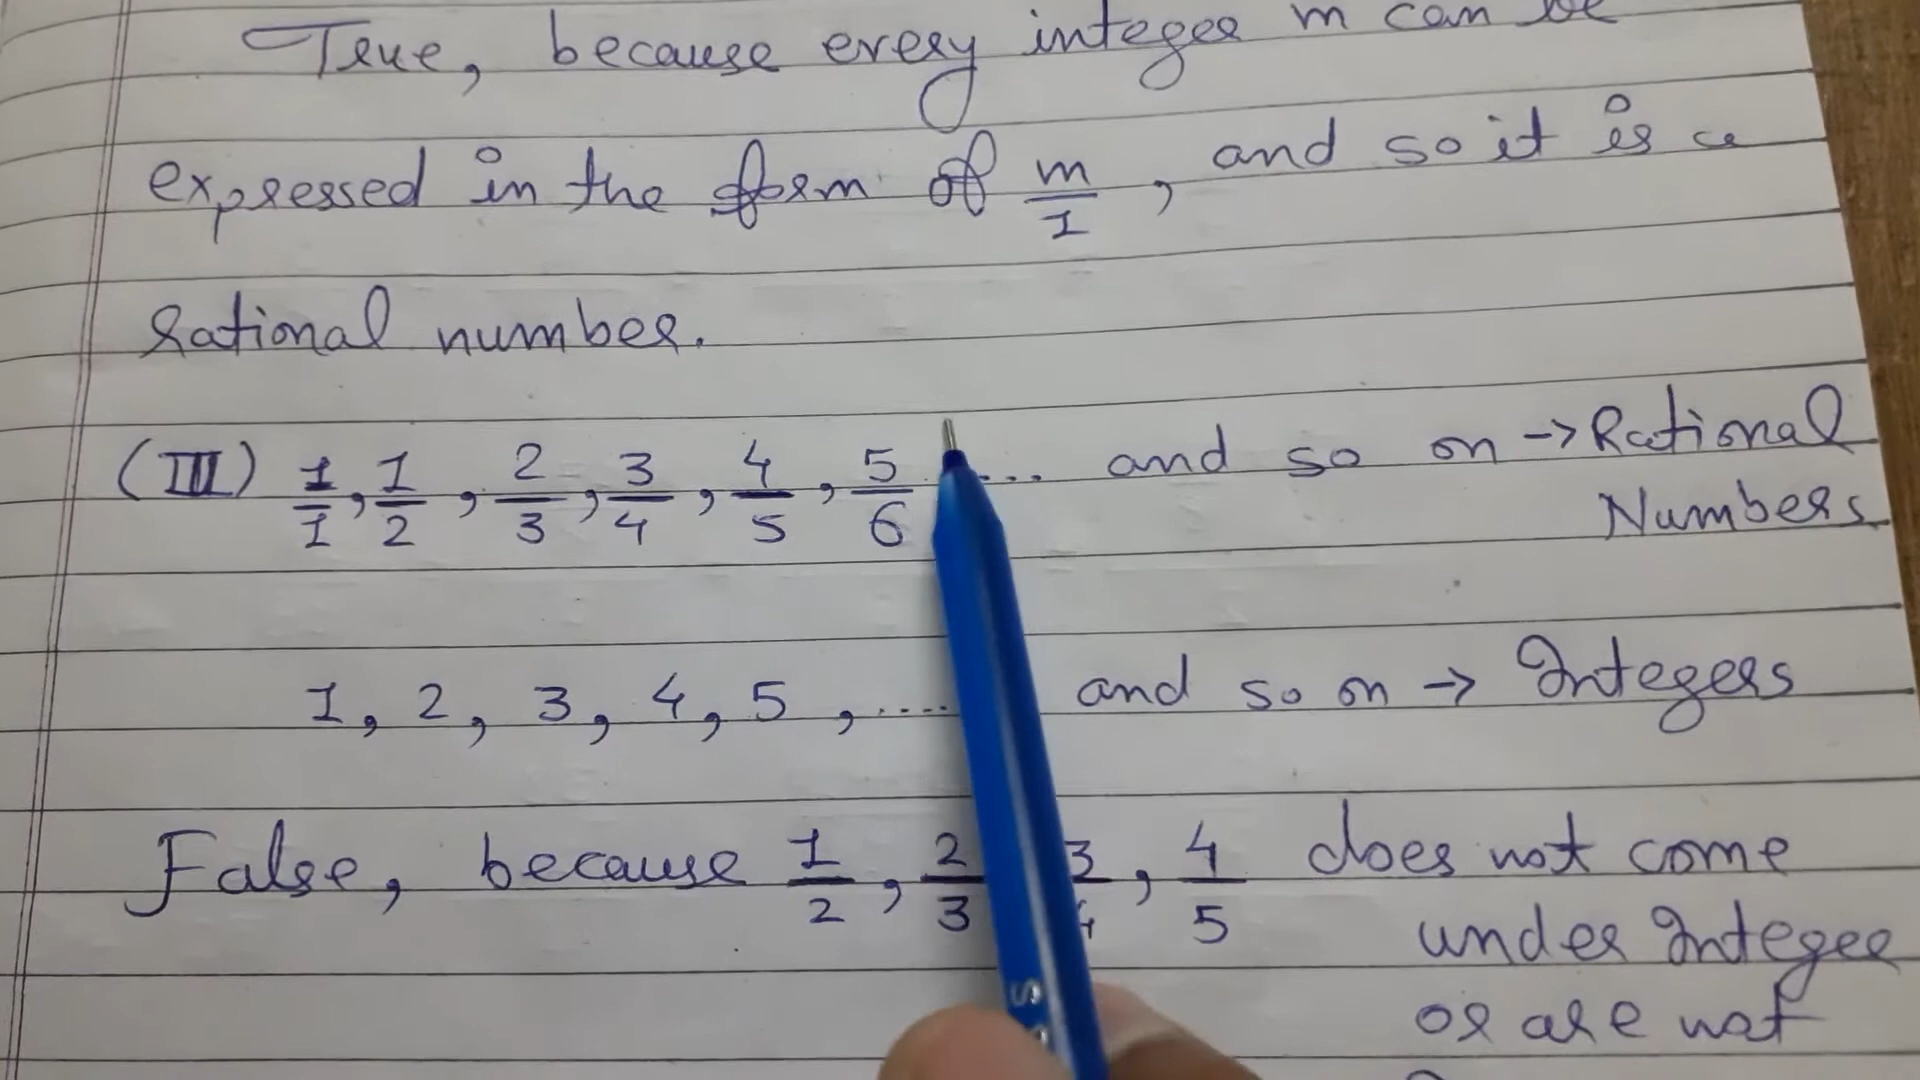 True, because every integer m can be
expressed in the form of m/1, and so it is a
rational number.
(III) 1/1, 1/2, 2/3, 3/4, 4/5, 5/6 ... and so on → Rational
Numbers
1, 2, 3, 4, 5, .... and so on → Integers
False, because 1/2, 2/3 3/4, 4/5 does not come
under Integer
or are not